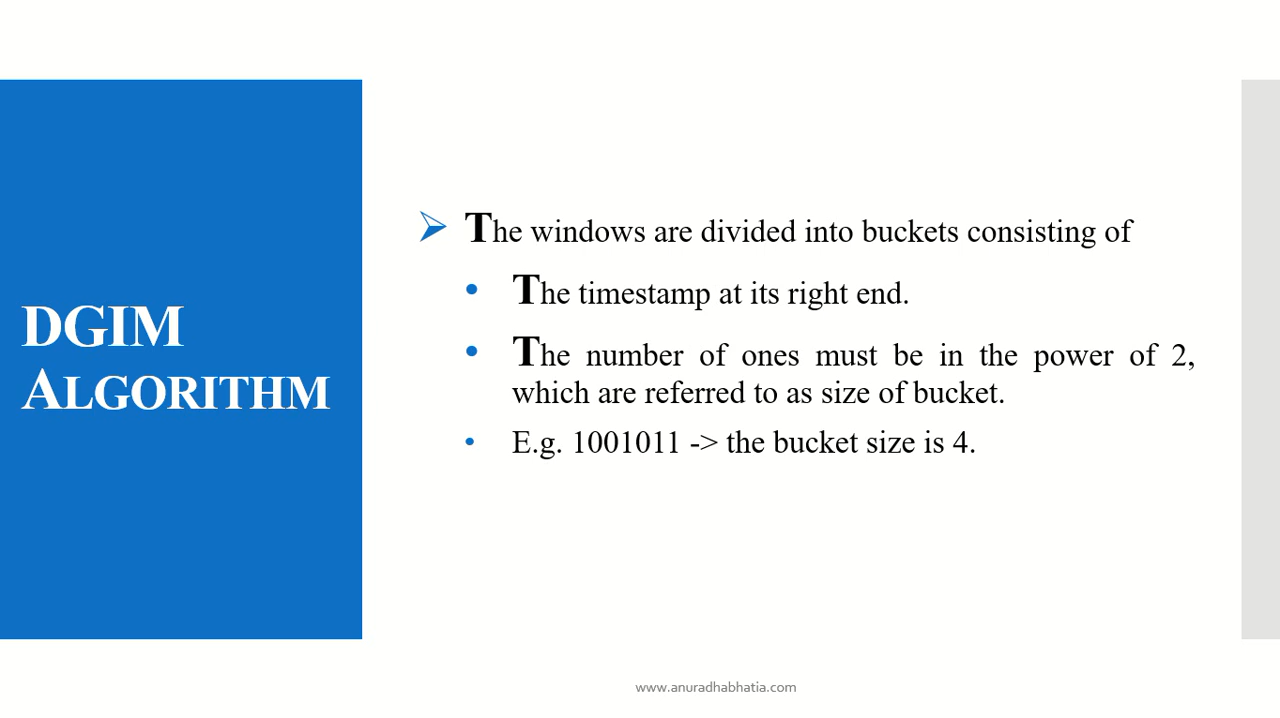 DGIM
ALGORITHM
The windows are divided into buckets consisting of
The timestamp at its right end.
The number of ones must be in the power of 2,
which are referred to as size of bucket.
E.g. 1001011 -> the bucket size is 4.
www.anuradhabhatia.com